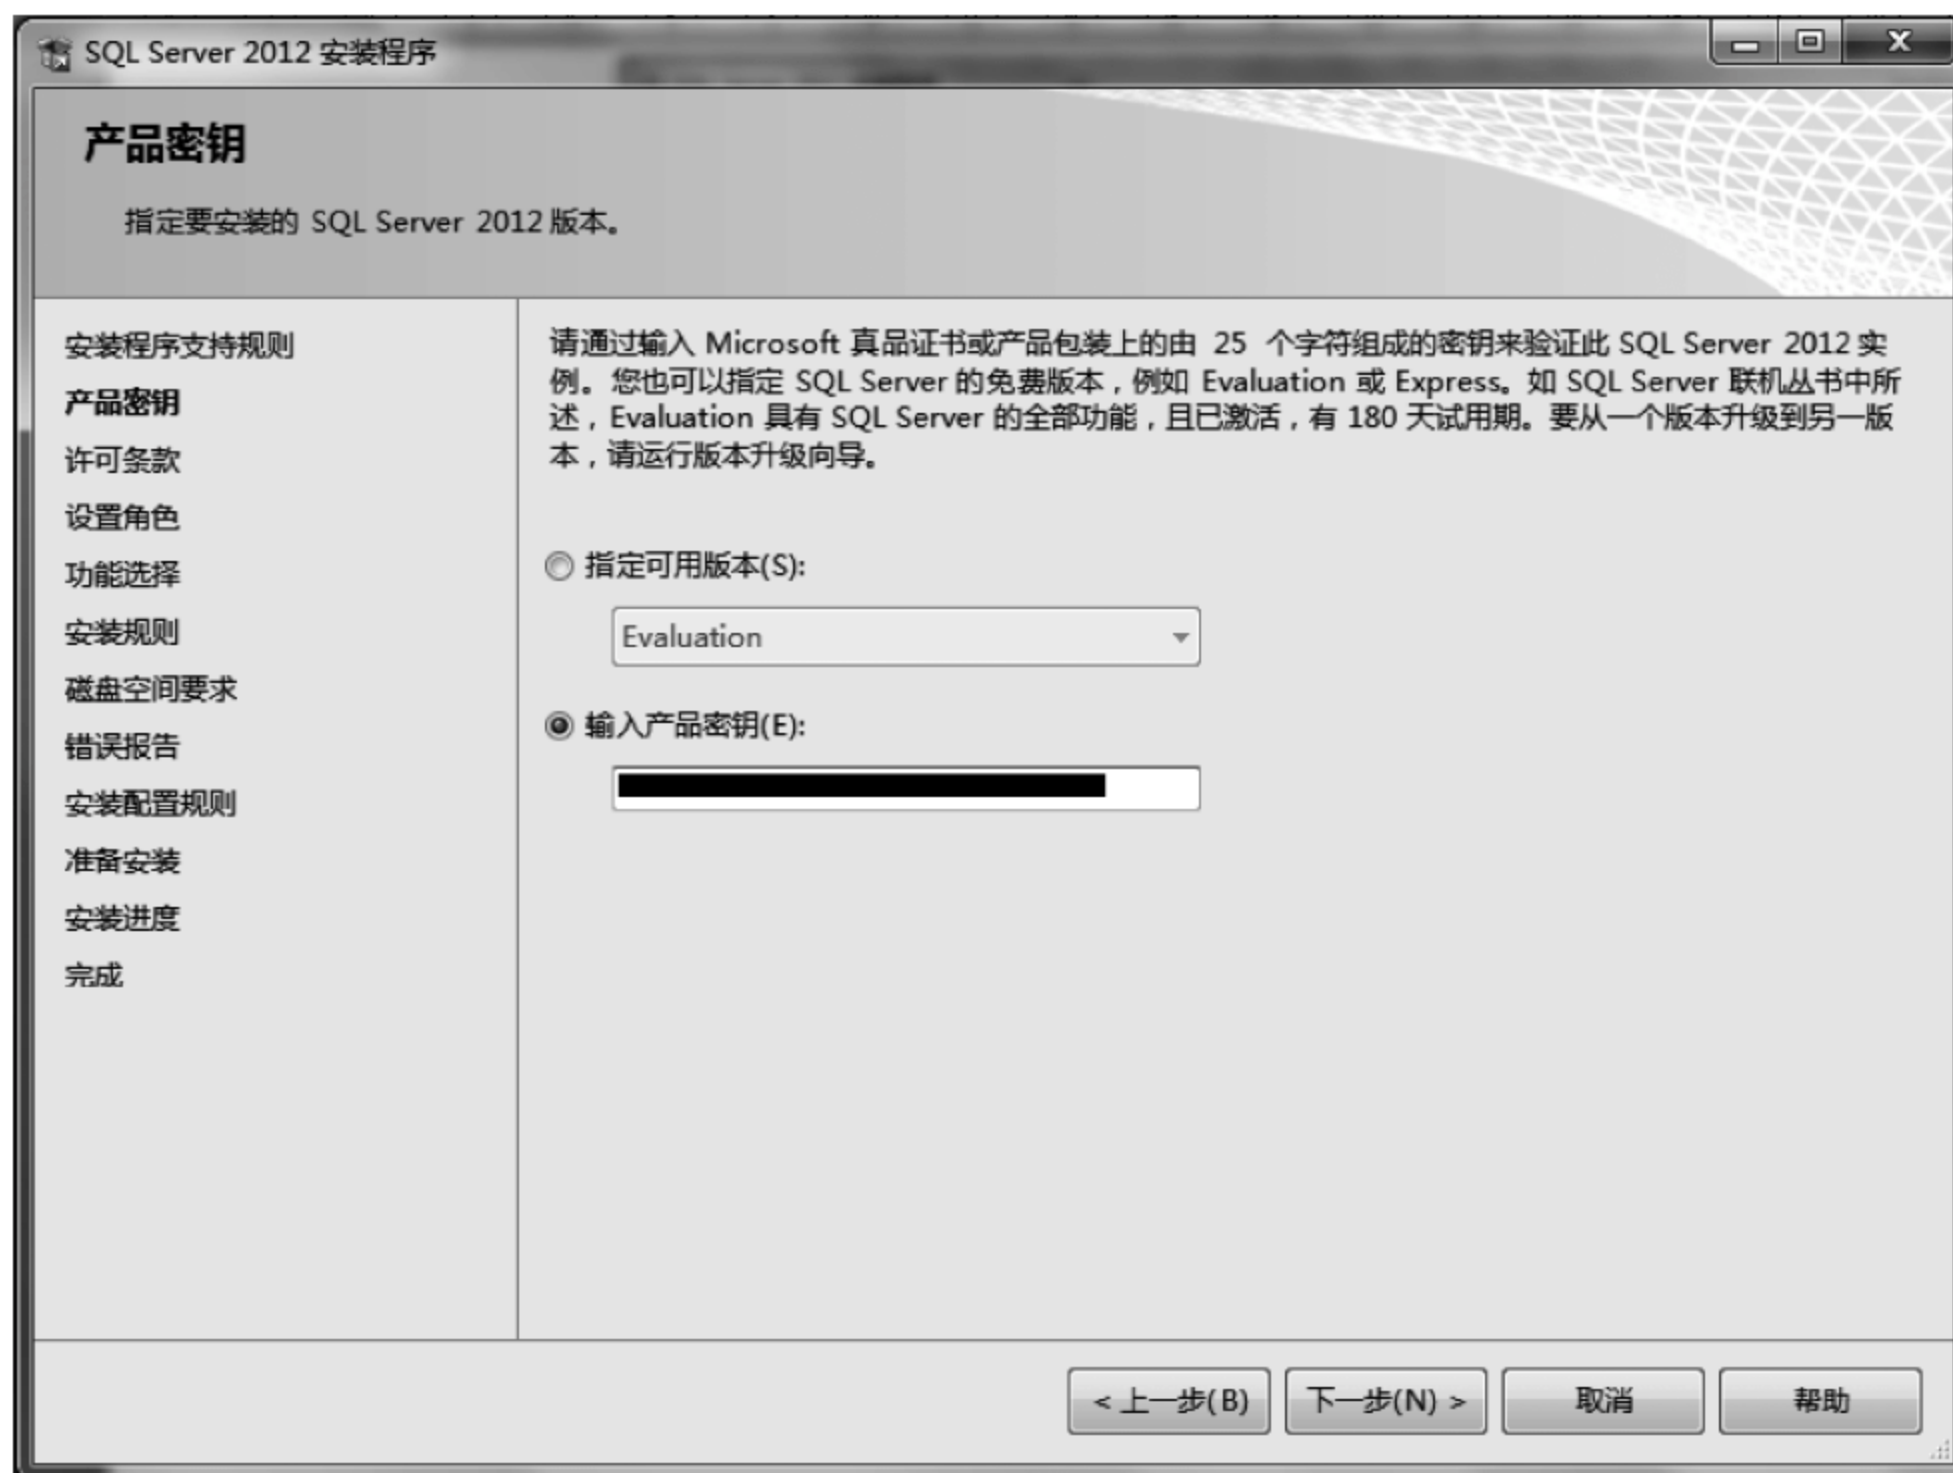 SQL Server 2012 安装程序
产品密钥
指定要安装的 SQL Server 2012 版本。
安装程序支持规则
产品密钥
许可条款
设置角色
功能选择
安装规则
磁盘空间要求
错误报告
安装配置规则
准备安装
安装进度
完成
请通过输入 Microsoft 真品证书或产品包装上的由 25 个字符组成的密钥来验证此 SQL Server 2012 实
例。您也可以指定 SQL Server 的免费版本，例如 Evaluation 或 Express。如 SQL Server 联机丛书中所
述，Evaluation 具有 SQL Server 的全部功能，且已激活，有 180 天试用期。要从一个版本升级到另一版
本，请运行版本升级向导。
指定可用版本(S):
Evaluation
输入产品密钥(E):
< 上一步(B)
下一步(N) >
取消
帮助